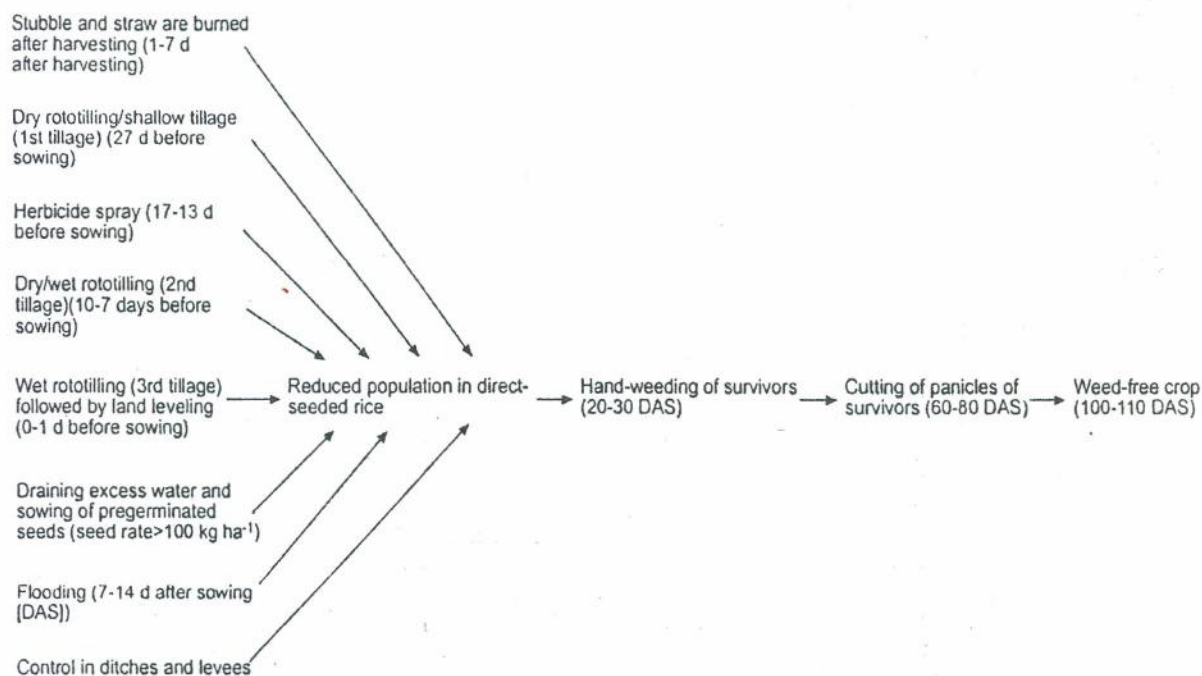 Stubble and straw are burned
after harvesting (1-7 d
after harvesting)
Dry rototilling/shallow tillage
(1st tillage) (27 d before
sowing)
Herbicide spray (17-13 d
before sowing)
Dry/wet rototilling (2nd
tillage)(10-7 days before
sowing)
Wet rototilling (3rd tillage)
followed by land leveling
(0-1 d before sowing)
Draining excess water and
sowing of pregerminated
seeds (seed rate>100 kg ha⁻¹)
Flooding (7-14 d after sowing
[DAS])
Control in ditches and levees
Reduced population in direct-
seeded rice
Hand-weeding of survivors
(20-30 DAS)
Cutting of panicles of
survivors (60-80 DAS)
Weed-free crop
(100-110 DAS)